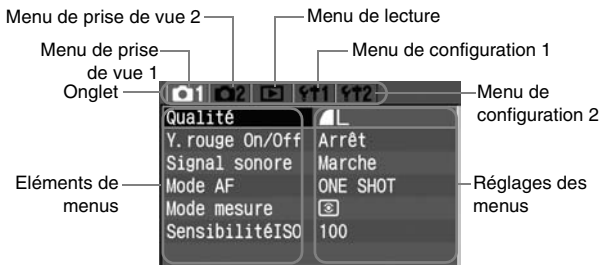 Menu de prise de vue 2
Menu de lecture
Menu de prise
de vue 1
Menu de configuration 1
Onglet
1 2 1 2
Menu de
configuration 2
Qualité L
Y.rouge On/Off Arrêt
Signal sonore Marche
Mode AF ONE SHOT
Mode mesure
SensibilitéISO 100
Eléments de
menus
Réglages des
menus